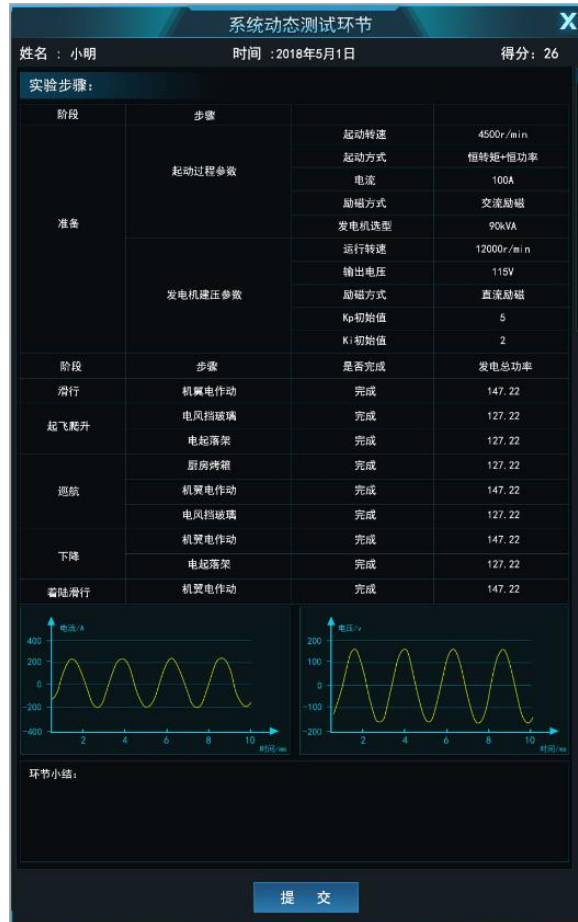 系统动态测试环节
X
姓名 : 小明 时间 :2018年5月1日 得分: 26
实验步骤:
阶段 步骤
准备
起动过程参数
起动转速 4500r/min
起动方式 恒转矩+恒功率
电流 100A
励磁方式 交流励磁
发电机选型 90kVA
发电机建压参数
运行转速 12000r/min
输出电压 115V
励磁方式 直流励磁
Kp初始值 5
Ki初始值 2
阶段 步骤 是否完成 发电总功率
滑行 机翼电作动 完成 147.22
起飞爬升
电风挡玻璃 完成 127.22
电起落架 完成 127.22
巡航
厨房烤箱 完成 127.22
机翼电作动 完成 147.22
电风挡玻璃 完成 127.22
下降
机翼电作动 完成 147.22
电起落架 完成 127.22
着陆滑行 机翼电作动 完成 147.22
电流/A
400
200
0
-200
-400
2 4 6 8 10
时间/ms
电压/v
200
100
0
-100
-200
2 4 6 8 10
时间/ms
环节小结:
提 交